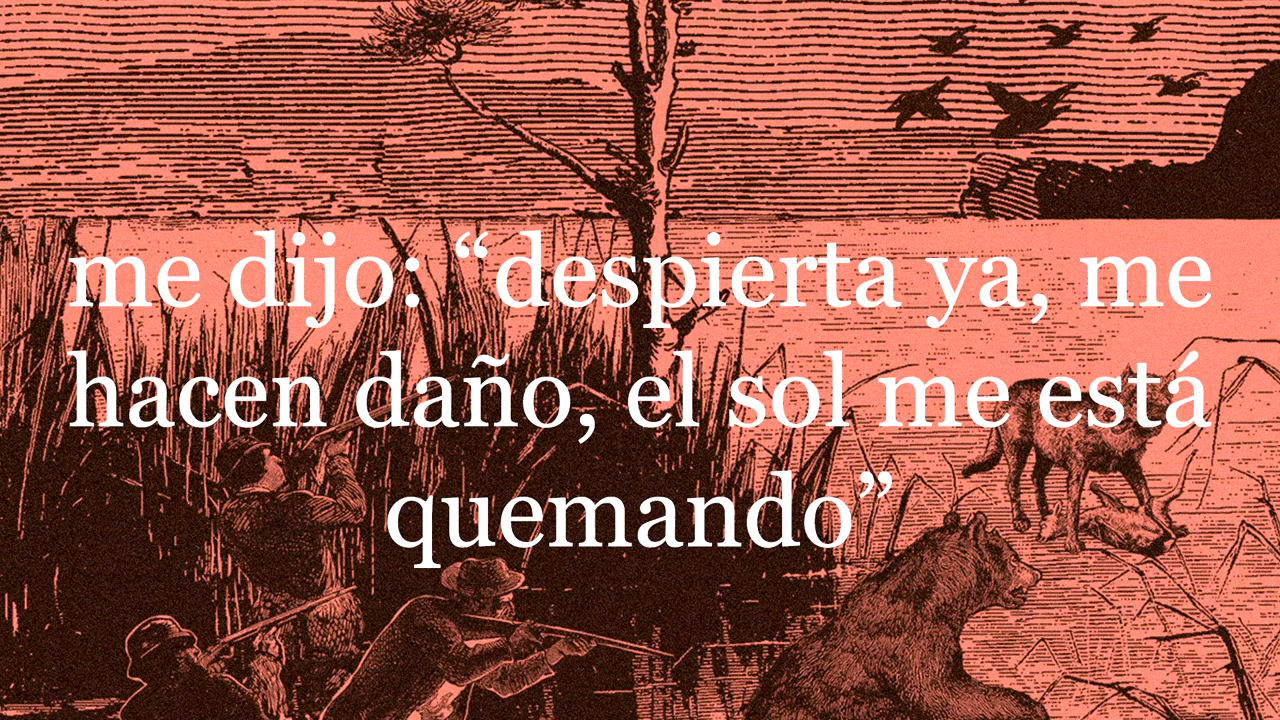 me dijo: “despierta ya, me
hacen daño, el sol me está
quemando”